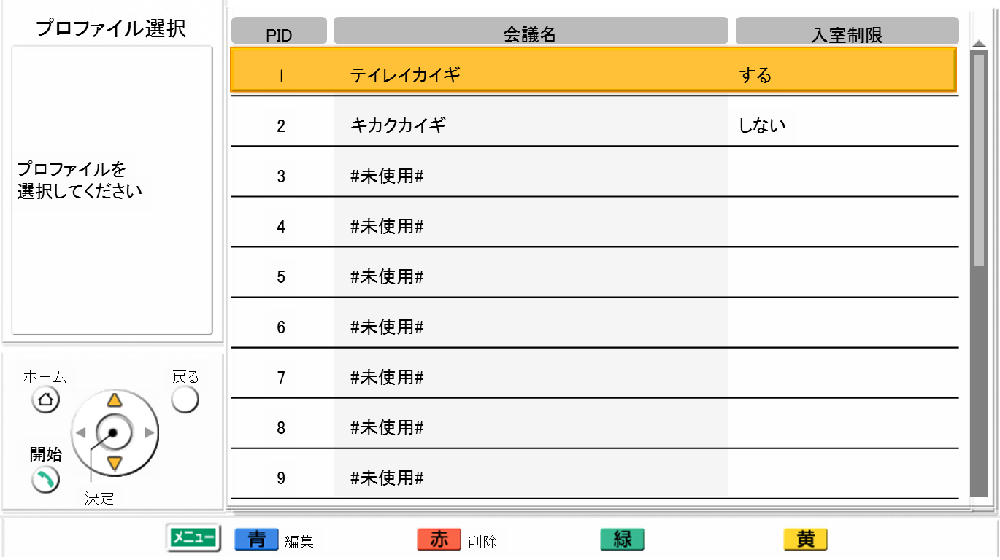 プロファイル選択
プロファイルを
選択してください
PID 会議名 入室制限
1 テイレイカイギ する
2 キカクカイギ しない
3 #未使用#
4 #未使用#
5 #未使用#
6 #未使用#
7 #未使用#
8 #未使用#
9 #未使用#
ホーム 戻る
開始
決定
メニュー 青 編集 赤 削除 緑 黄